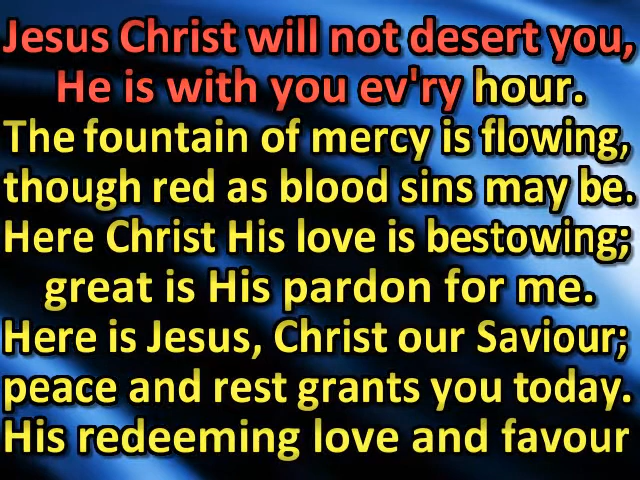 Jesus Christ will not desert you,
He is with you ev'ry hour.
The fountain of mercy is flowing,
though red as blood sins may be.
Here Christ His love is bestowing;
great is His pardon for me.
Here is Jesus, Christ our Saviour;
peace and rest grants you today.
His redeeming love and favour